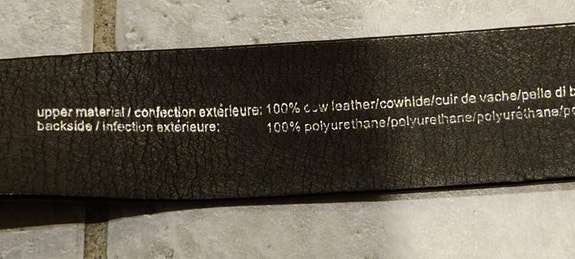 upper material / confection extérieure: 100% cow leather/cowhide/cuir de vache/pelle di b
backside / infection extérieure: 100% polyurethane/polyurethane/polyuréthane/po